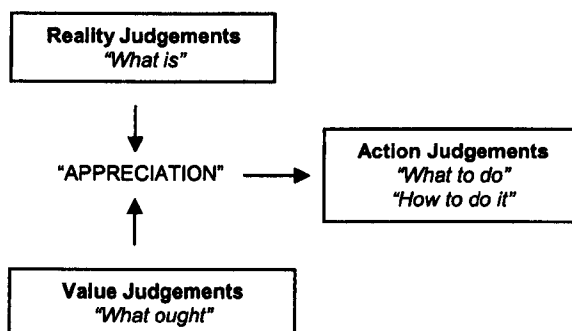 Reality Judgements
“What is”
“APPRECIATION”
Action Judgements
“What to do”
“How to do it”
Value Judgements
“What ought”